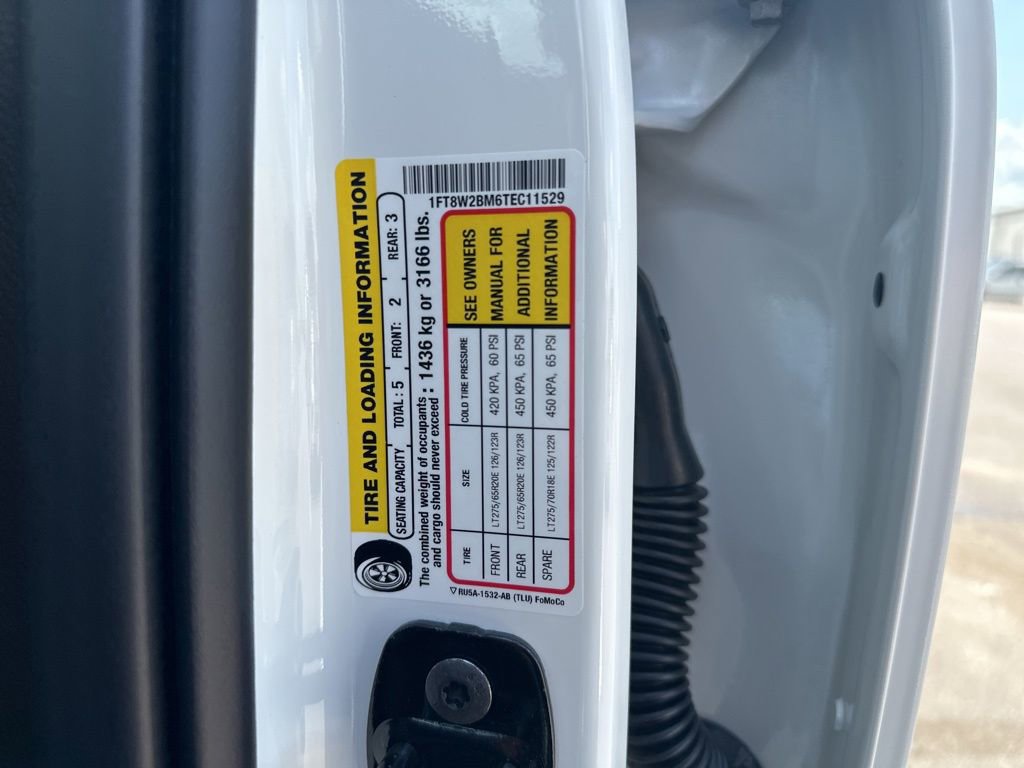 1FT8W2BM6TEC11529
TIRE AND LOADING INFORMATION
SEATING CAPACITY TOTAL : 5 FRONT: 2 REAR: 3
The combined weight of occupants
and cargo should never exceed : 1436 kg or 3166 lbs.
TIRE SIZE COLD TIRE PRESSURE
FRONT LT275/65R20E 126/123R 420 KPA, 60 PSI
REAR LT275/65R20E 126/123R 450 KPA, 65 PSI
SPARE LT275/70R18E 125/122R 450 KPA, 65 PSI
SEE OWNERS
MANUAL FOR
ADDITIONAL
INFORMATION
RU5A-1532-AB (TLU) FoMoCo